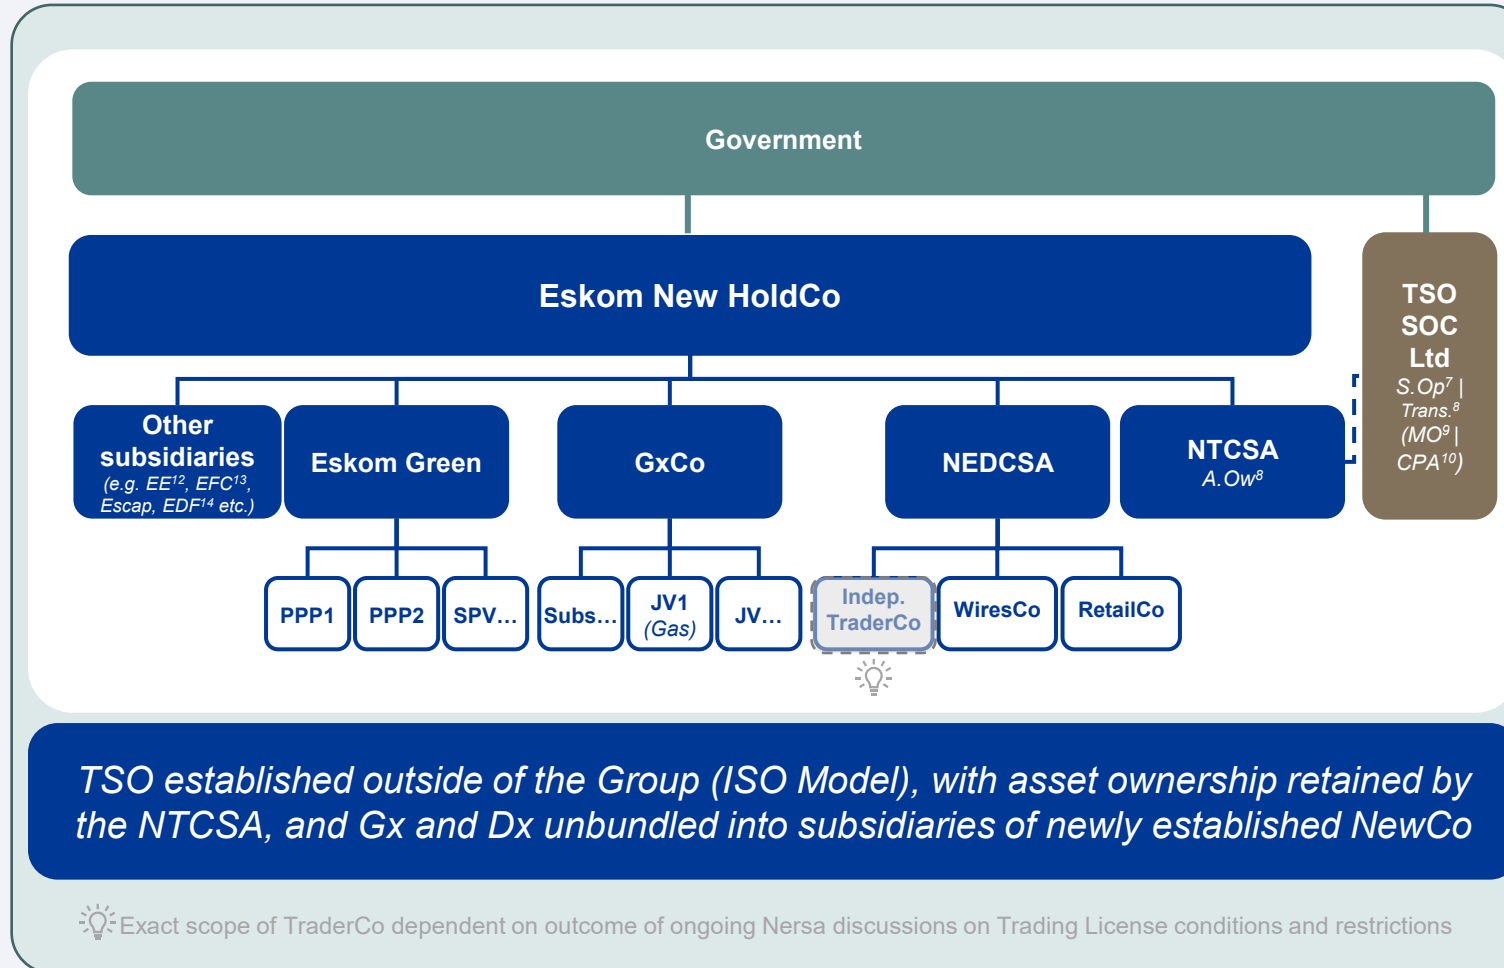 Government
Eskom New HoldCo
TSO
SOC
Ltd
S.Op⁷ |
Trans.⁸
(MO⁹ |
CPA¹⁰)
Other
subsidiaries
(e.g. EE¹², EFC¹³,
Escap, EDF¹⁴ etc.)
Eskom Green
GxCo
NEDCSA
NTCSA
A.Ow⁸
PPP1
PPP2
SPV...
Subs...
JV1
(Gas)
JV...
Indep.
TraderCo
WiresCo
RetailCo
TSO established outside of the Group (ISO Model), with asset ownership retained by
the NTCSA, and Gx and Dx unbundled into subsidiaries of newly established NewCo
Exact scope of TraderCo dependent on outcome of ongoing Nersa discussions on Trading License conditions and restrictions